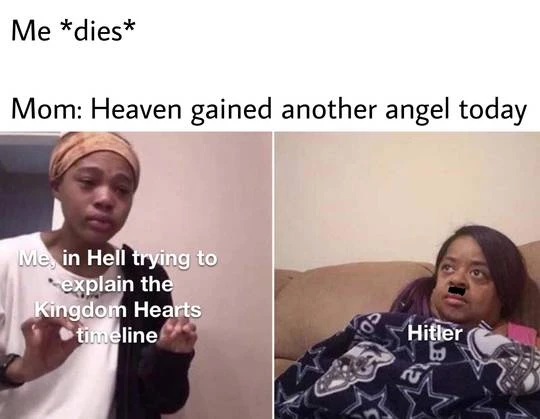 Me *dies*
Mom: Heaven gained another angel today
Me, in Hell trying to
explain the
Kingdom Hearts
timeline
Hitler